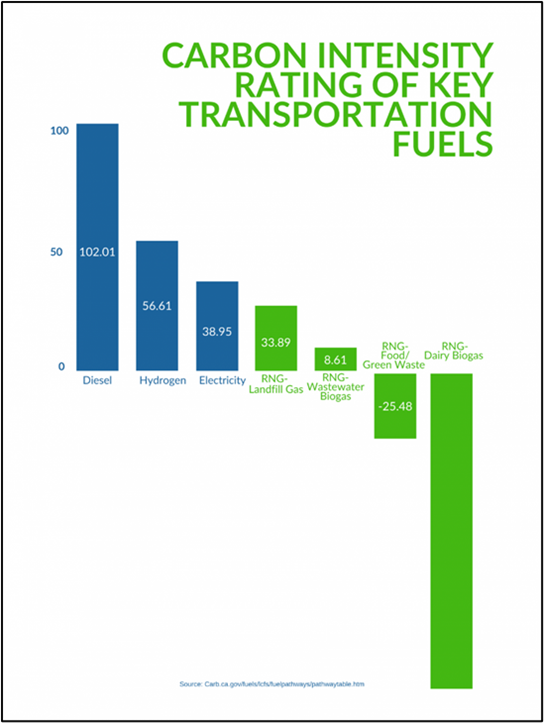 CARBON INTENSITY
RATING OF KEY
TRANSPORTATION
FUELS
100
50
0
102.01
56.61
38.95
33.89
8.61
-25.48
Diesel
Hydrogen
Electricity
RNG-
Landfill Gas
RNG-
Wastewater
Biogas
RNG-
Food/
Green Waste
RNG-
Dairy Biogas
Source: Carb.ca.gov/fuels/lcfs/fuelpathways/pathwaytable.htm